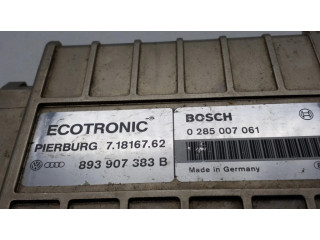 ECOTRONIC
PIERBURG 7.18167.62
893 907 383 B
BOSCH
0 285 007 061
Made in Germany